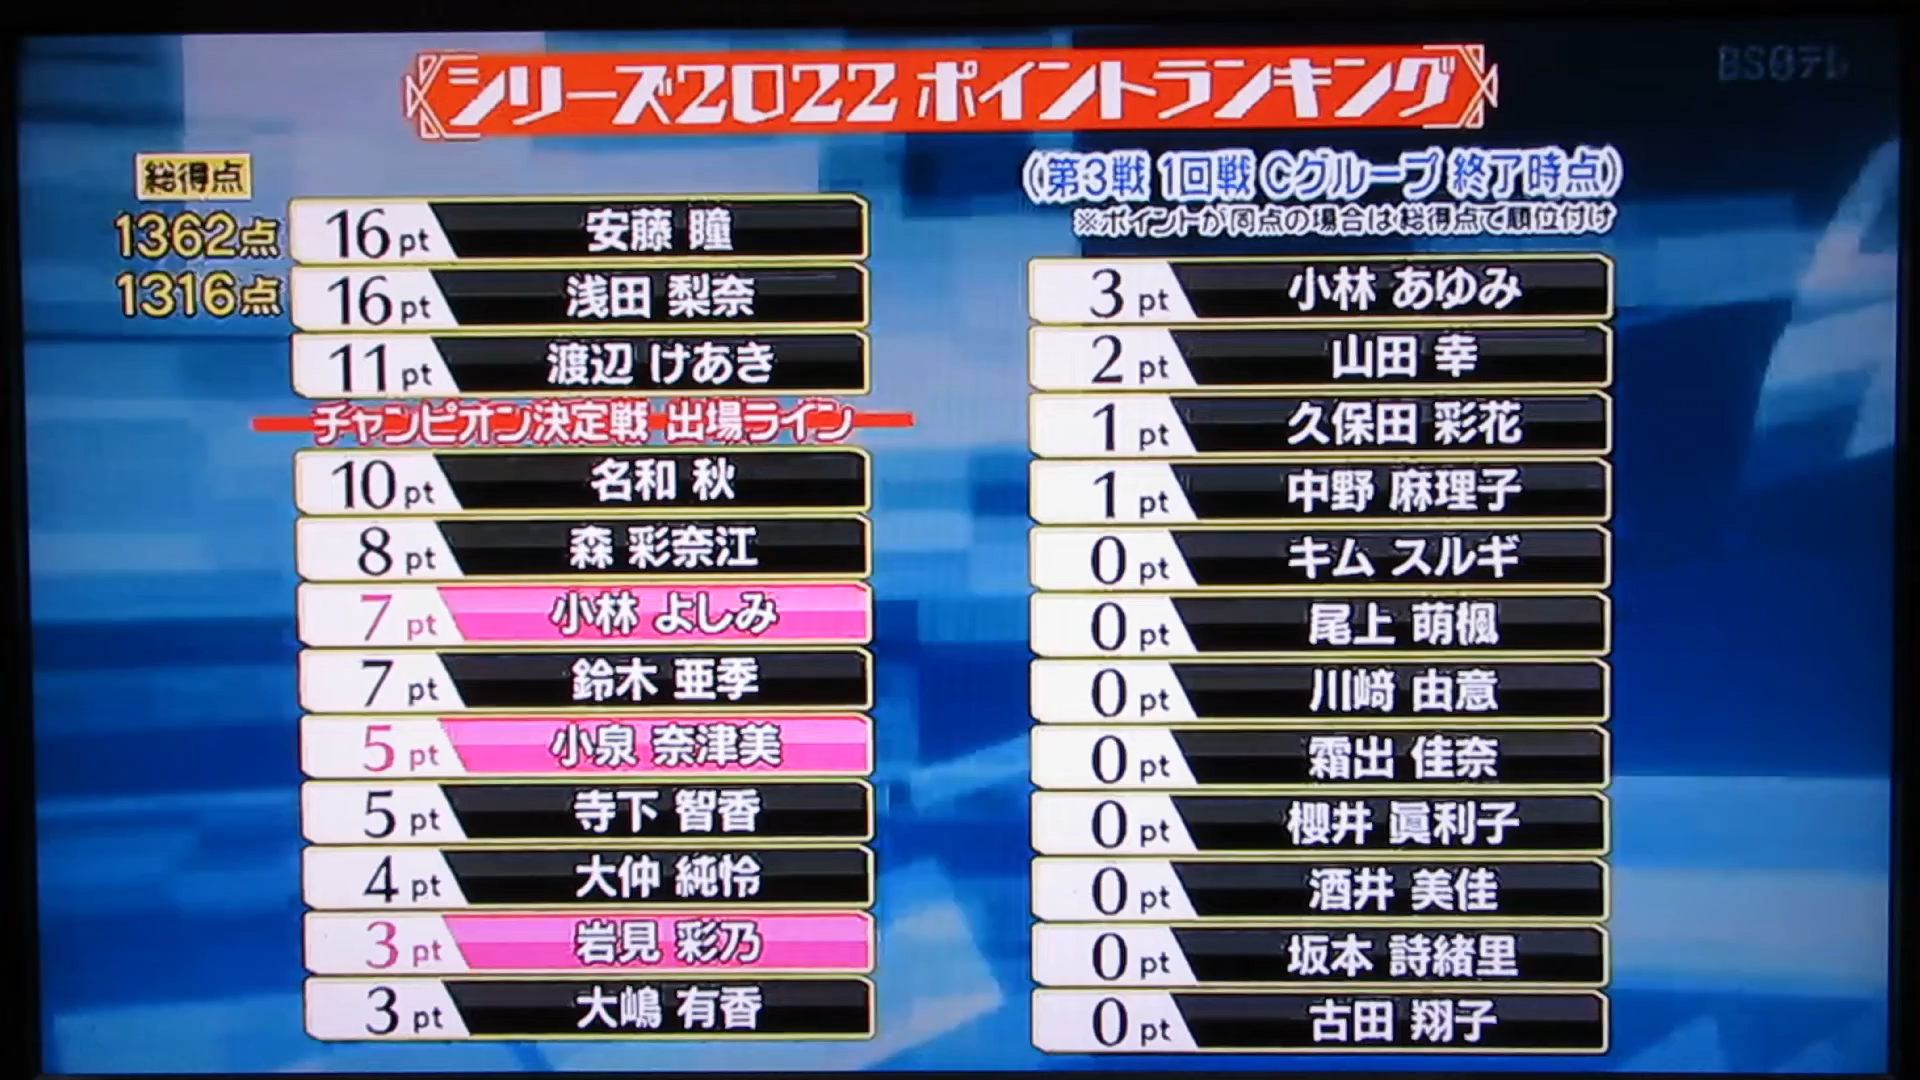 シリーズ2022 ポイントランキング
BS日テレ
(第3戦 1回戦 Cグループ 終了時点)
※ポイントが同点の場合は総得点で順位付け
総得点
1362点 16pt 安藤 瞳
1316点 16pt 浅田 梨奈
11pt 渡辺 けあき
チャンピオン決定戦 出場ライン
10pt 名和 秋
8pt 森 彩奈江
7pt 小林 よしみ
7pt 鈴木 亜季
5pt 小泉 奈津美
5pt 寺下 智香
4pt 大仲 純怜
3pt 岩見 彩乃
3pt 大嶋 有香
3pt 小林 あゆみ
2pt 山田 幸
1pt 久保田 彩花
1pt 中野 麻理子
0pt キム スルギ
0pt 尾上 萌楓
0pt 川﨑 由意
0pt 霜出 佳奈
0pt 櫻井 眞利子
0pt 酒井 美佳
0pt 坂本 詩緒里
0pt 古田 翔子